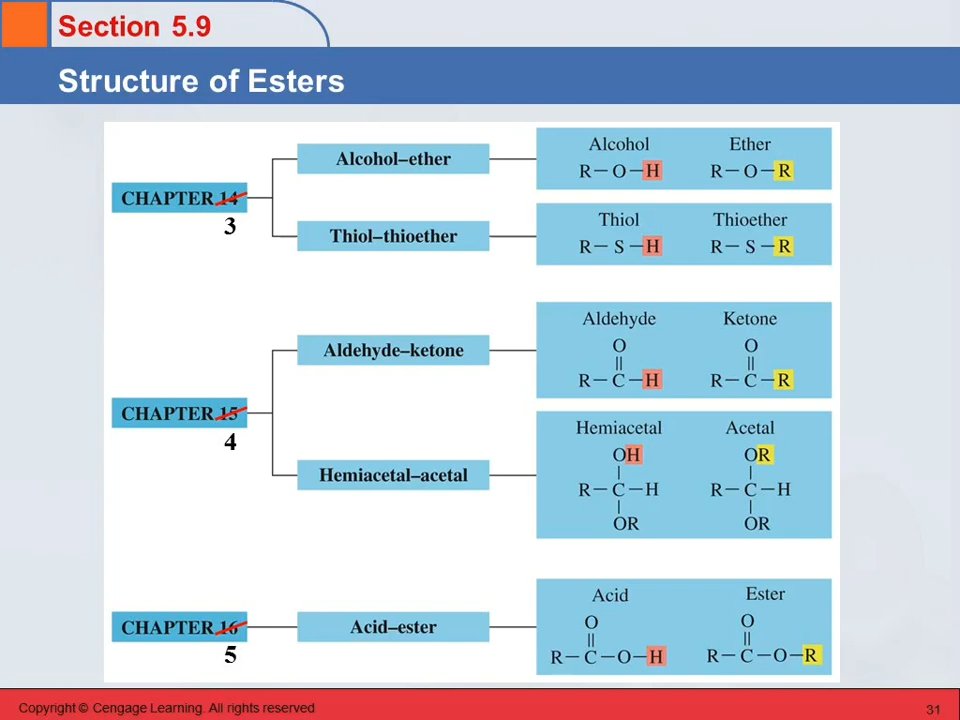 Section 5.9
Structure of Esters
CHAPTER 14
3
Alcohol–ether
Alcohol
R–O–H
Ether
R–O–R
Thiol–thioether
Thiol
R–S–H
Thioether
R–S–R
CHAPTER 15
4
Aldehyde–ketone
Aldehyde
O
||
R–C–H
Ketone
O
||
R–C–R
Hemiacetal–acetal
Hemiacetal
OH
|
R–C–H
|
OR
Acetal
OR
|
R–C–H
|
OR
CHAPTER 16
5
Acid–ester
Acid
O
||
R–C–O–H
Ester
O
||
R–C–O–R
Copyright © Cengage Learning. All rights reserved
31